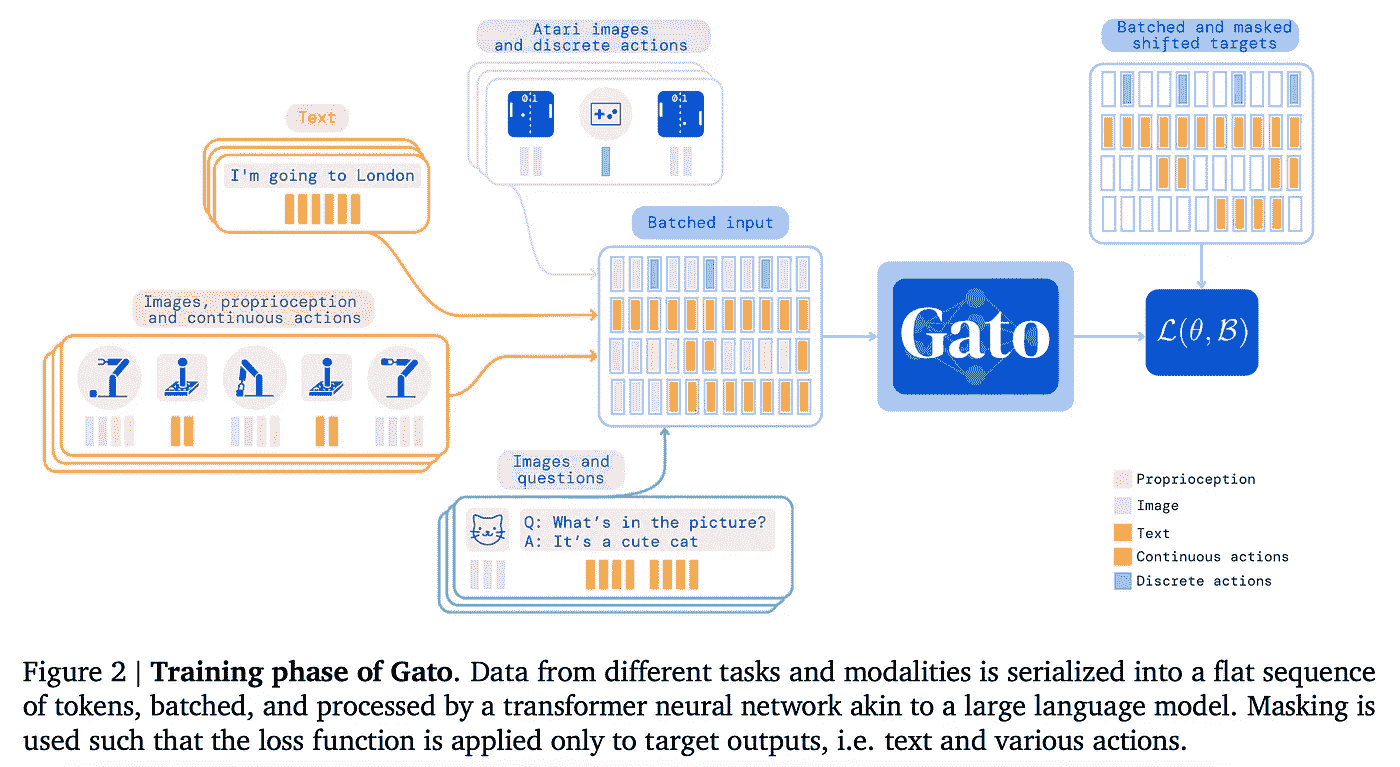 Atari images
and discrete actions
0:1
0:1
Batched and masked
shifted targets
Text
I'm going to London
Batched input
Images, proprioception
and continuous actions
Gato
ℒ(θ, ℬ)
Images and
questions
Q: What's in the picture?
A: It's a cute cat
Proprioception
Image
Text
Continuous actions
Discrete actions
Figure 2 | Training phase of Gato. Data from different tasks and modalities is serialized into a flat sequence
of tokens, batched, and processed by a transformer neural network akin to a large language model. Masking is
used such that the loss function is applied only to target outputs, i.e. text and various actions.